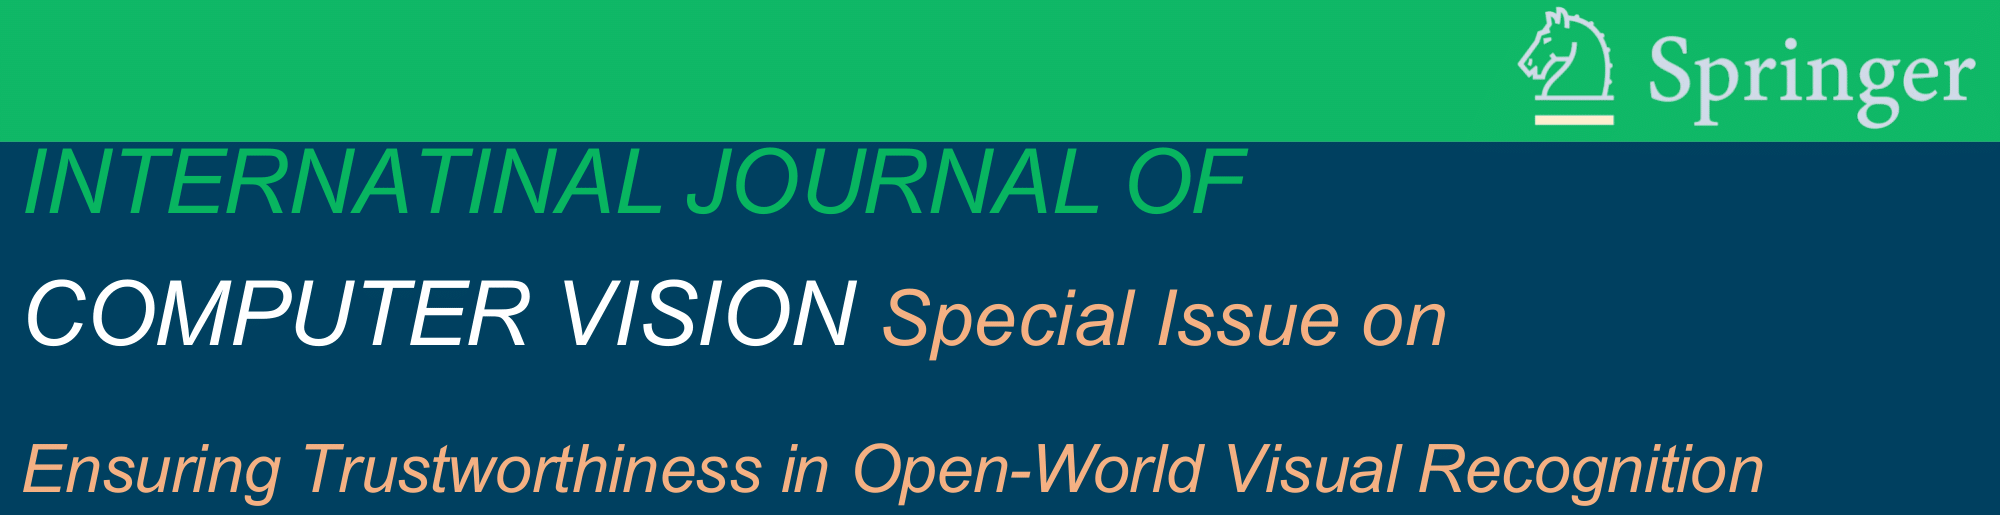 Springer
INTERNATINAL JOURNAL OF
COMPUTER VISION Special Issue on
Ensuring Trustworthiness in Open-World Visual Recognition